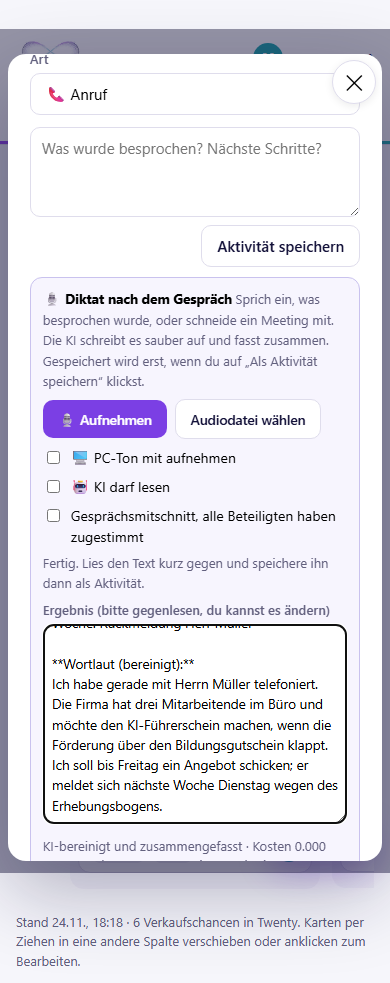 Art
Anruf
Was wurde besprochen? Nächste Schritte?
Aktivität speichern
Diktat nach dem Gespräch Sprich ein, was
besprochen wurde, oder schneide ein Meeting mit.
Die KI schreibt es sauber auf und fasst zusammen.
Gespeichert wird erst, wenn du auf „Als Aktivität
speichern“ klickst.
Aufnehmen
Audiodatei wählen
PC-Ton mit aufnehmen
KI darf lesen
Gesprächsmitschnitt, alle Beteiligten haben
zugestimmt
Fertig. Lies den Text kurz gegen und speichere ihn
dann als Aktivität.
Ergebnis (bitte gegenlesen, du kannst es ändern)
**Wortlaut (bereinigt):**
Ich habe gerade mit Herrn Müller telefoniert.
Die Firma hat drei Mitarbeitende im Büro und
möchte den KI-Führerschein machen, wenn die
Förderung über den Bildungsgutschein klappt.
Ich soll bis Freitag ein Angebot schicken; er
meldet sich nächste Woche Dienstag wegen des
Erhebungsbogens.
KI-bereinigt und zusammengefasst · Kosten 0.000
Stand 24.11., 18:18 · 6 Verkaufschancen in Twenty. Karten per
Ziehen in eine andere Spalte verschieben oder anklicken zum
Bearbeiten.